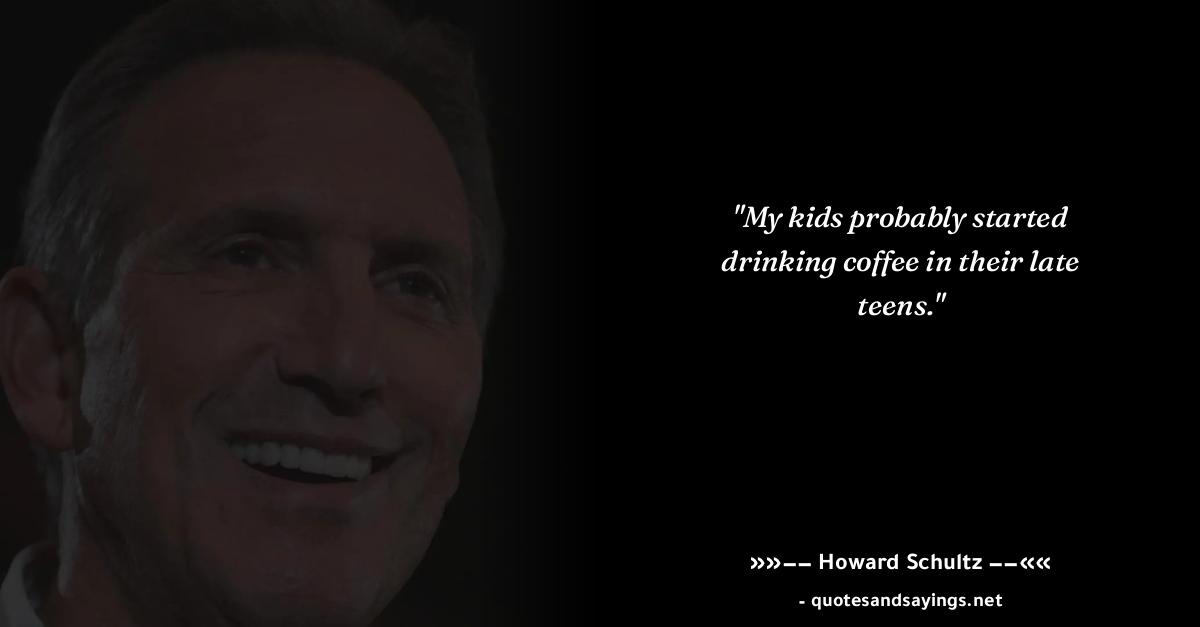 "My kids probably started
drinking coffee in their late
teens."
»»−− Howard Schultz −−««
- quotesandsayings.net